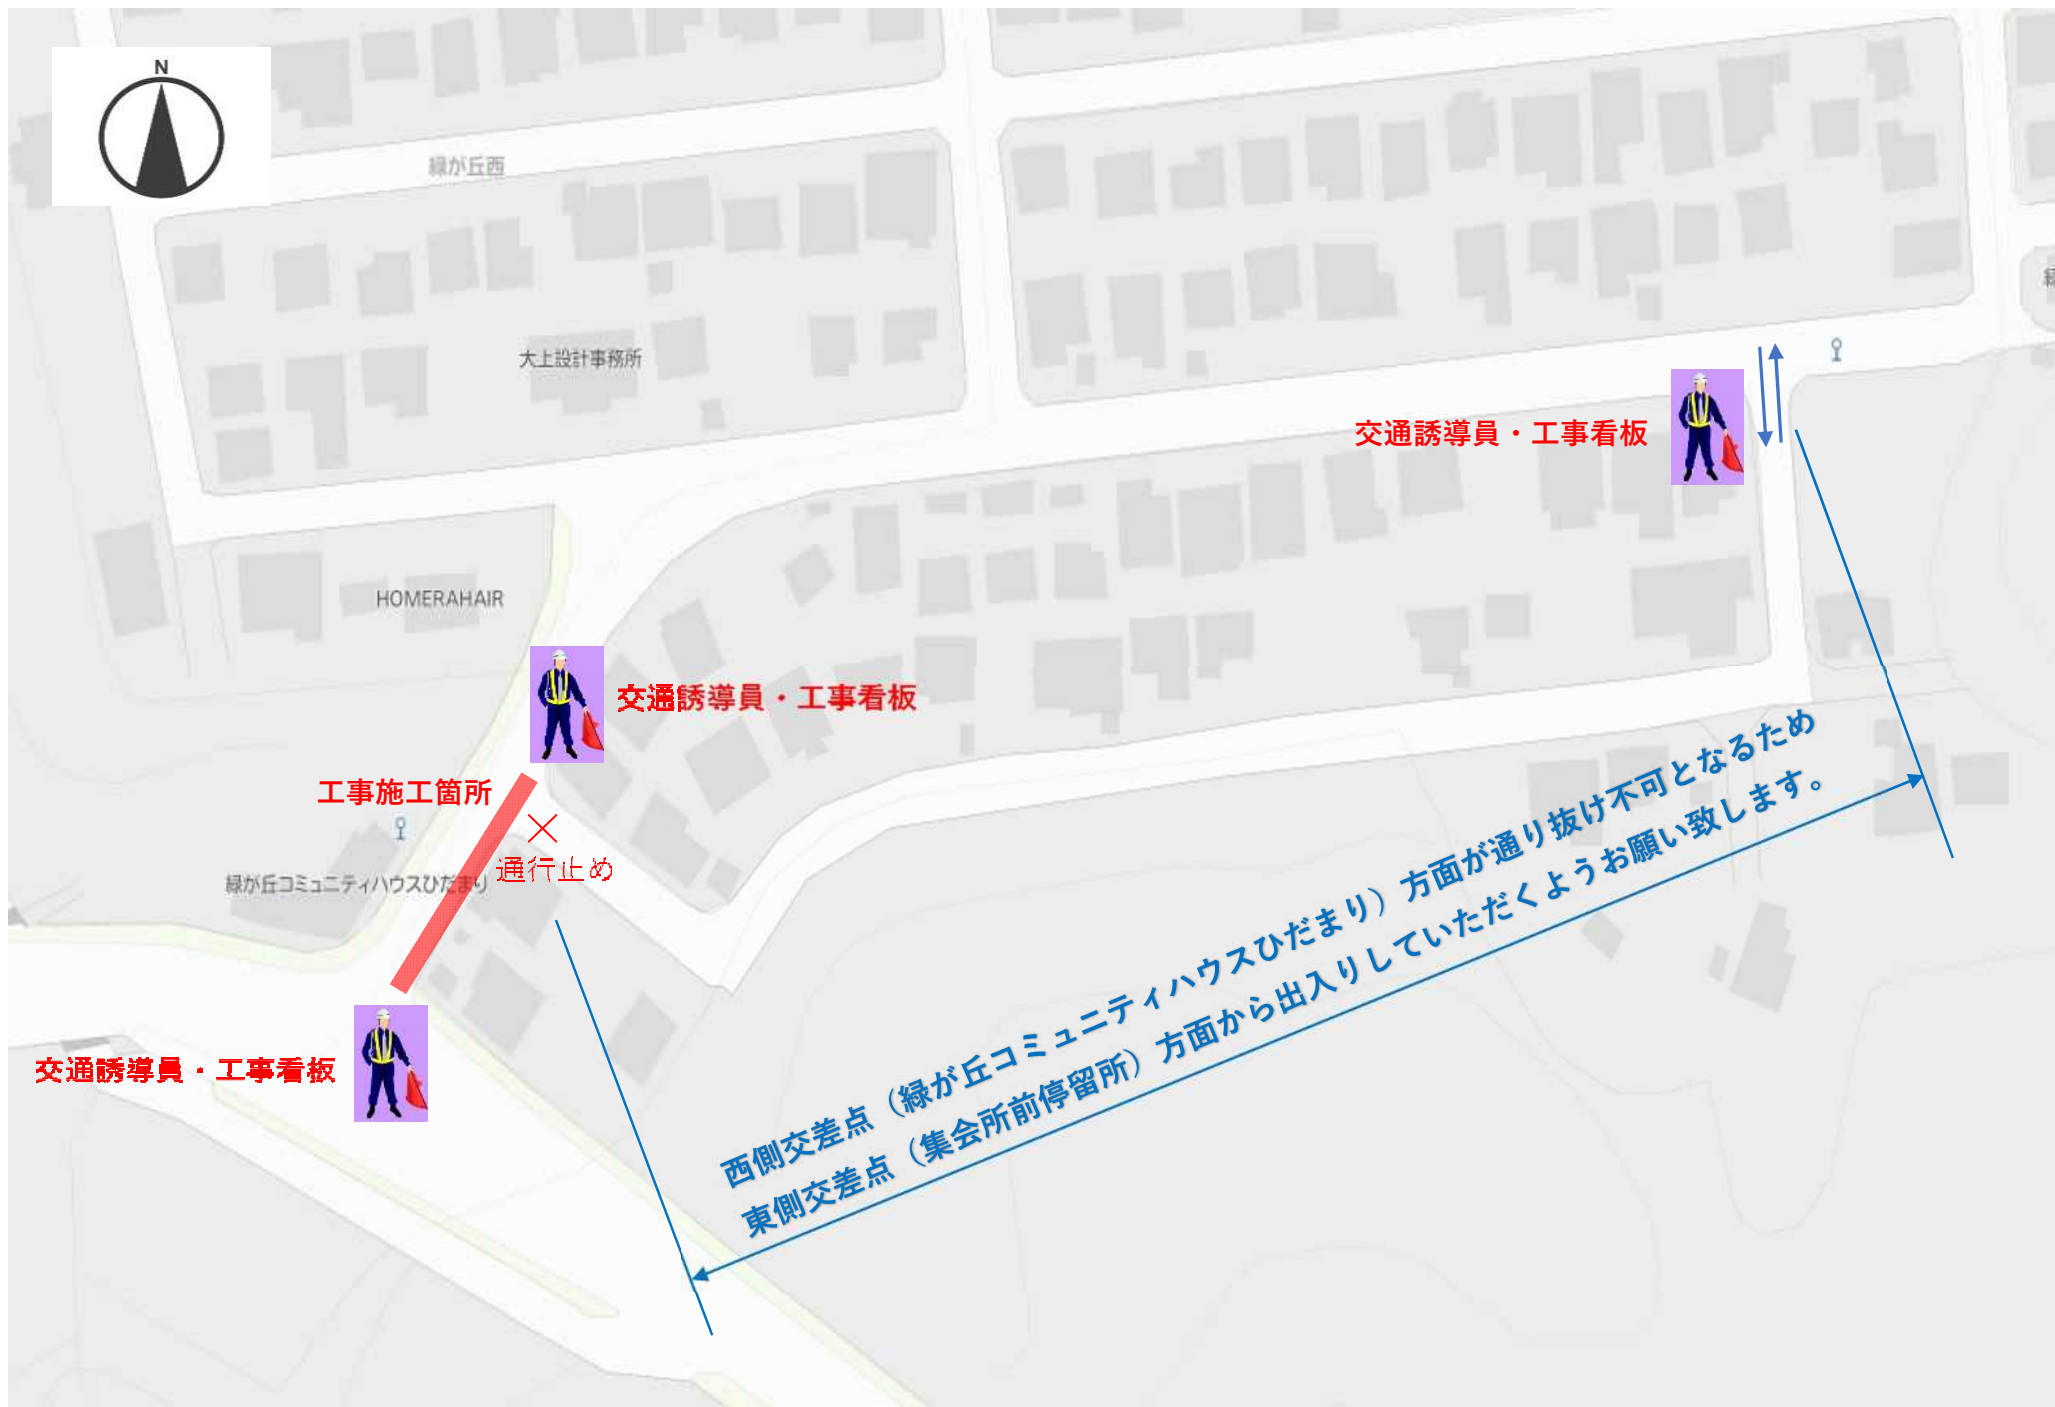 N
緑が丘西
大上設計事務所
交通誘導員・工事看板
HOMERAHAIR
交通誘導員・工事看板
工事施工箇所
通行止め
緑が丘コミュニティハウスひだまり
交通誘導員・工事看板
西側交差点（緑が丘コミュニティハウスひだまり）方面が通り抜け不可となるため
東側交差点（集会所前停留所）方面から出入りしていただくようお願い致します。